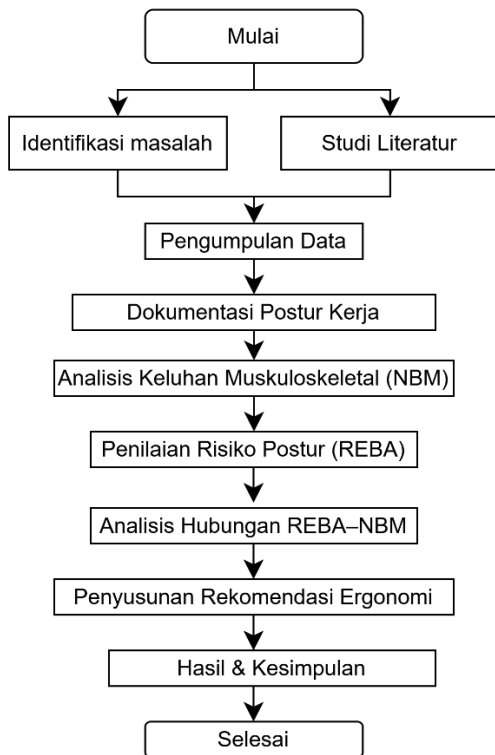 Mulai
Identifikasi masalah
Studi Literatur
Pengumpulan Data
Dokumentasi Postur Kerja
Analisis Keluhan Muskuloskeletal (NBM)
Penilaian Risiko Postur (REBA)
Analisis Hubungan REBA–NBM
Penyusunan Rekomendasi Ergonomi
Hasil & Kesimpulan
Selesai